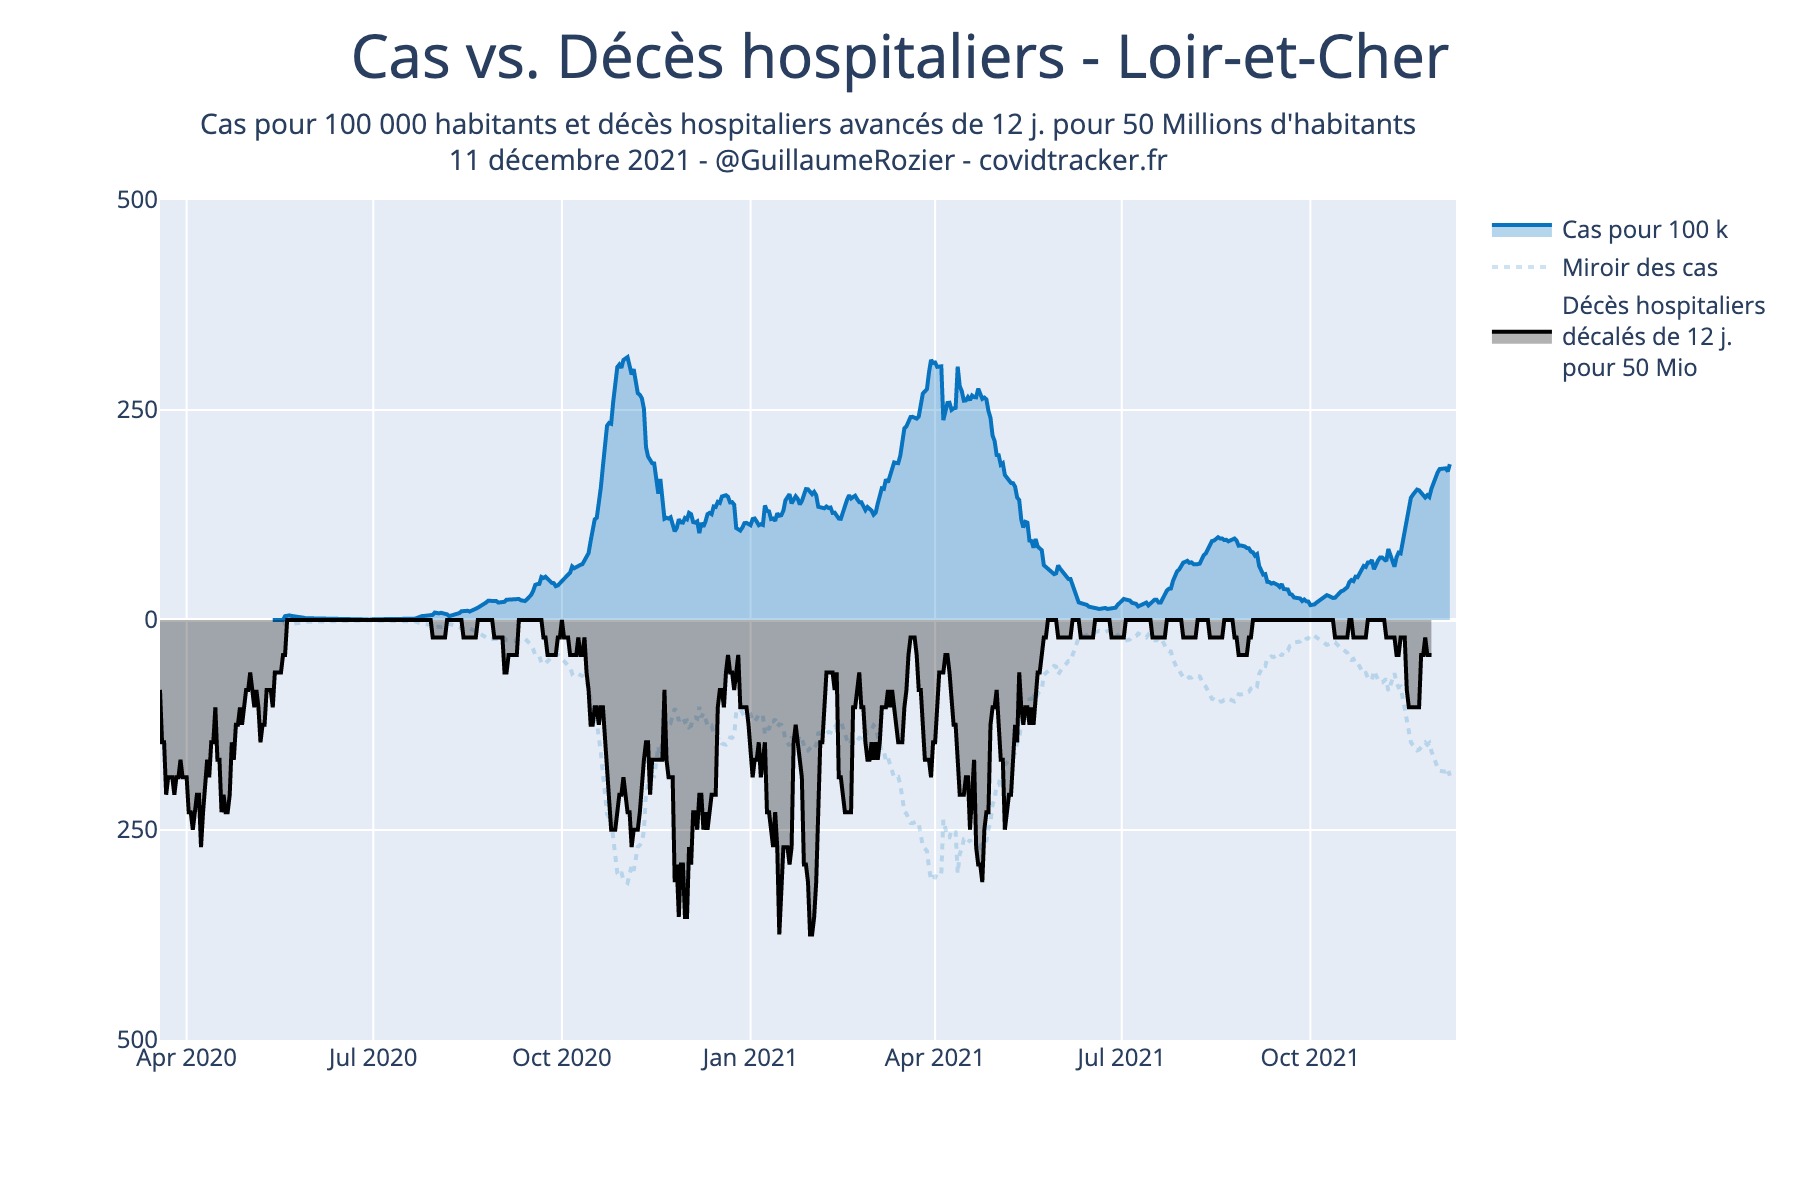 Cas vs. Décès hospitaliers - Loir-et-Cher
Cas pour 100 000 habitants et décès hospitaliers avancés de 12 j. pour 50 Millions d'habitants
11 décembre 2021 - @GuillaumeRozier - covidtracker.fr
500
250
0
250
500
Apr 2020
Jul 2020
Oct 2020
Jan 2021
Apr 2021
Jul 2021
Oct 2021
Cas pour 100 k
Miroir des cas
Décès hospitaliers
décalés de 12 j.
pour 50 Mio